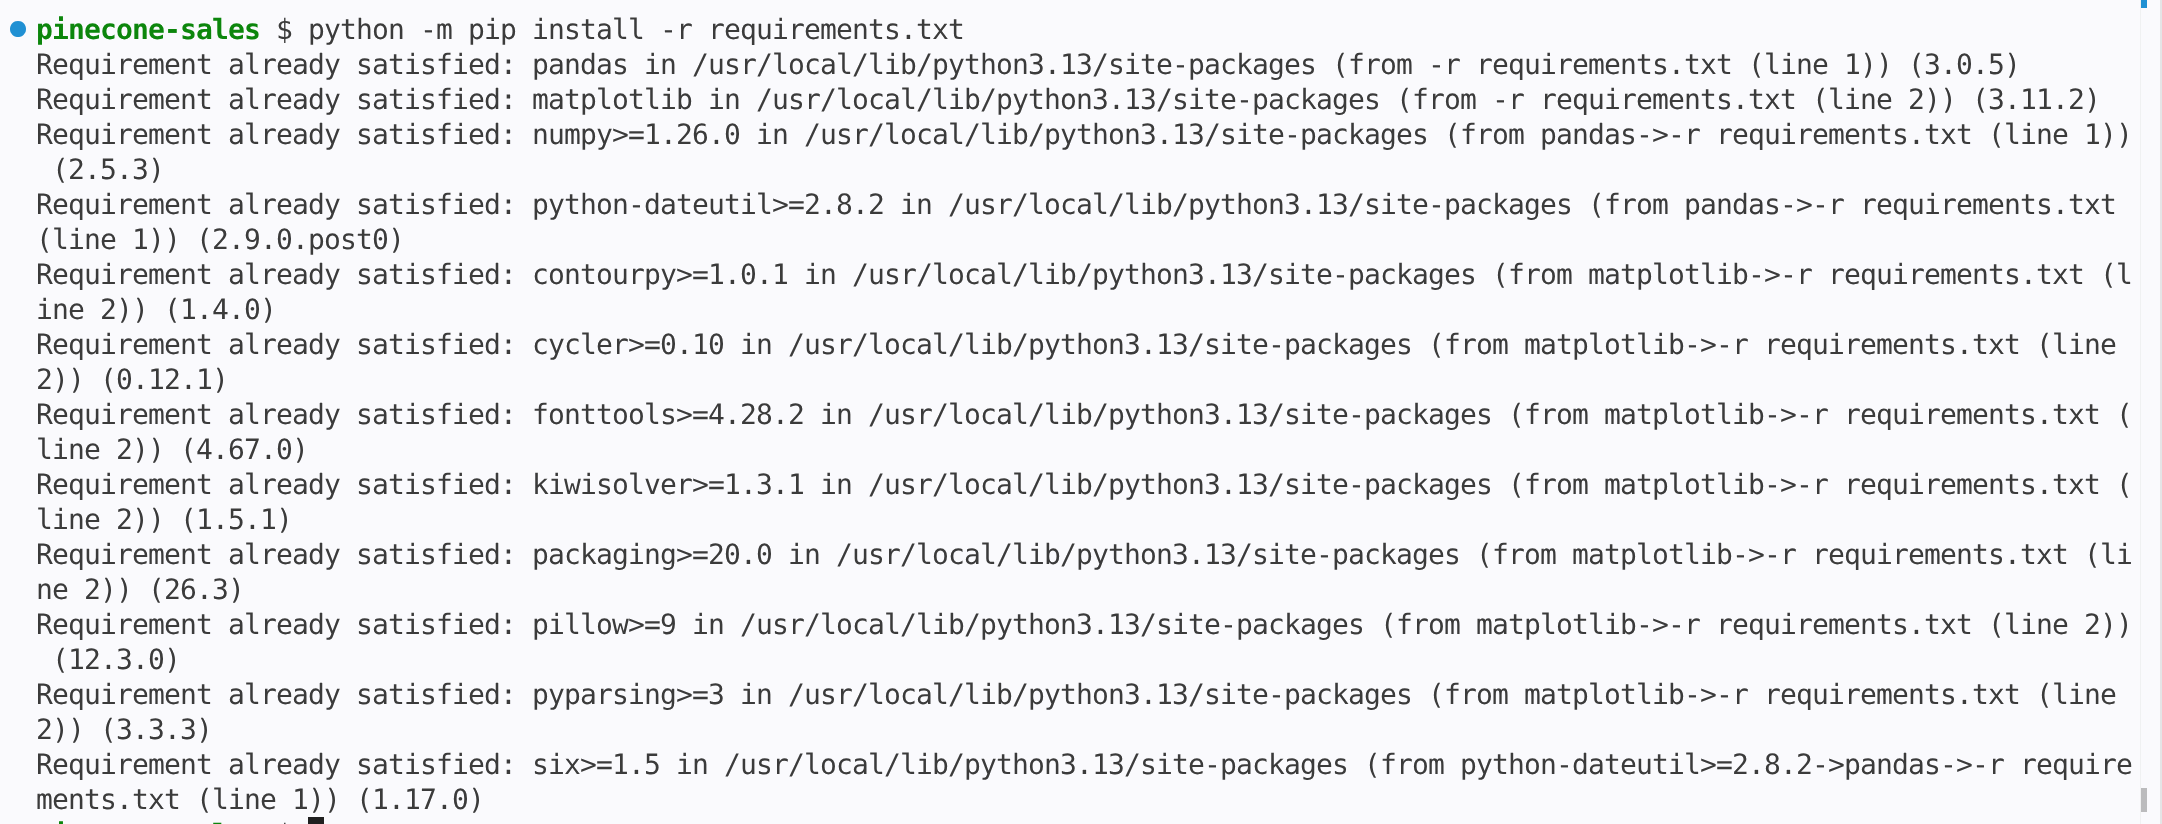 pinecone-sales $ python -m pip install -r requirements.txt
Requirement already satisfied: pandas in /usr/local/lib/python3.13/site-packages (from -r requirements.txt (line 1)) (3.0.5)
Requirement already satisfied: matplotlib in /usr/local/lib/python3.13/site-packages (from -r requirements.txt (line 2)) (3.11.2)
Requirement already satisfied: numpy>=1.26.0 in /usr/local/lib/python3.13/site-packages (from pandas->-r requirements.txt (line 1))
 (2.5.3)
Requirement already satisfied: python-dateutil>=2.8.2 in /usr/local/lib/python3.13/site-packages (from pandas->-r requirements.txt
(line 1)) (2.9.0.post0)
Requirement already satisfied: contourpy>=1.0.1 in /usr/local/lib/python3.13/site-packages (from matplotlib->-r requirements.txt (l
ine 2)) (1.4.0)
Requirement already satisfied: cycler>=0.10 in /usr/local/lib/python3.13/site-packages (from matplotlib->-r requirements.txt (line
2)) (0.12.1)
Requirement already satisfied: fonttools>=4.28.2 in /usr/local/lib/python3.13/site-packages (from matplotlib->-r requirements.txt (
line 2)) (4.67.0)
Requirement already satisfied: kiwisolver>=1.3.1 in /usr/local/lib/python3.13/site-packages (from matplotlib->-r requirements.txt (
line 2)) (1.5.1)
Requirement already satisfied: packaging>=20.0 in /usr/local/lib/python3.13/site-packages (from matplotlib->-r requirements.txt (li
ne 2)) (26.3)
Requirement already satisfied: pillow>=9 in /usr/local/lib/python3.13/site-packages (from matplotlib->-r requirements.txt (line 2))
 (12.3.0)
Requirement already satisfied: pyparsing>=3 in /usr/local/lib/python3.13/site-packages (from matplotlib->-r requirements.txt (line
2)) (3.3.3)
Requirement already satisfied: six>=1.5 in /usr/local/lib/python3.13/site-packages (from python-dateutil>=2.8.2->pandas->-r require
ments.txt (line 1)) (1.17.0)